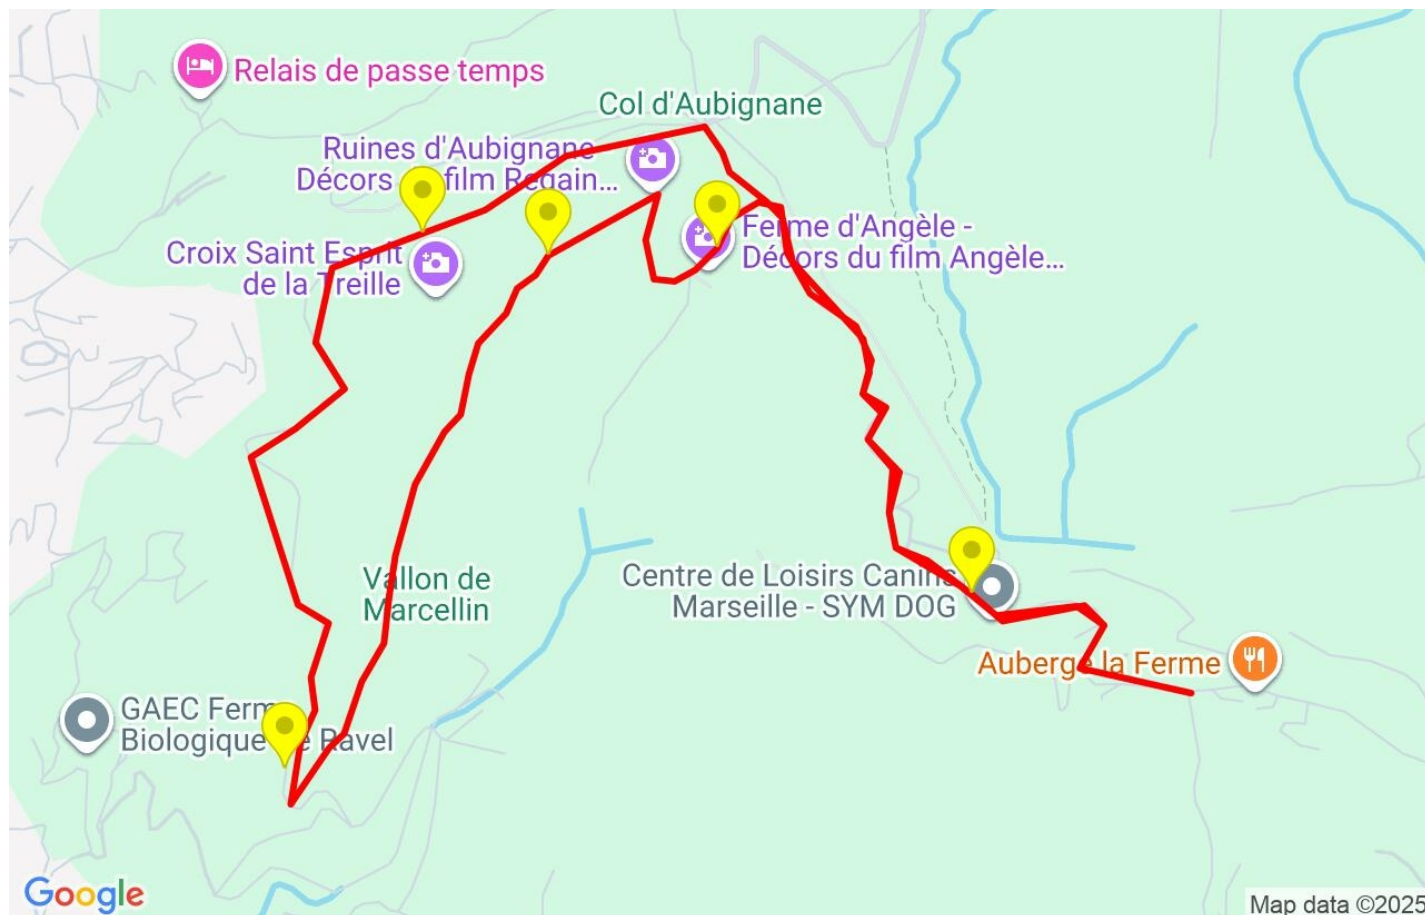 Relais de passe temps
Col d'Aubignane
Ruines d'Aubignane
Décors film Regain...
Ferme d'Angèle -
Décors du film Angèle...
Croix Saint Esprit
de la Treille
Vallon de
Marcellin
Centre de Loisirs Canins
Marseille - SYM DOG
Auberge la Ferme
GAEC Ferm
Biologique Ravel
Google
Map data ©2025